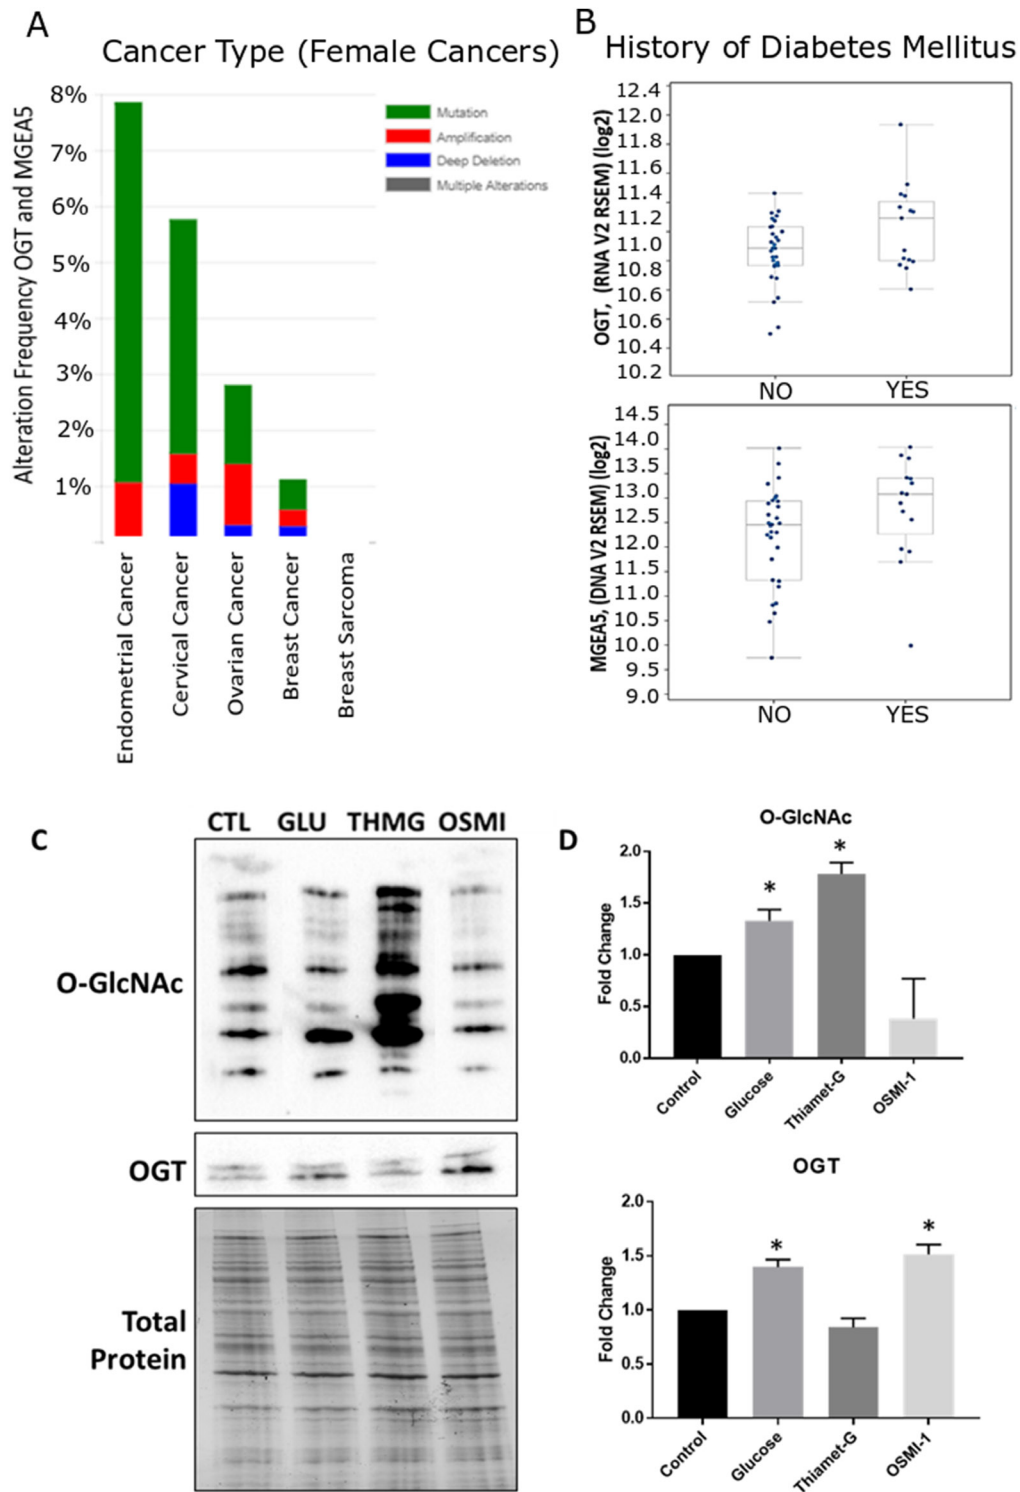 A
Cancer Type (Female Cancers)
8%
7%
6%
5%
4%
3%
2%
1%
Alteration Frequency OGT and MGEA5
Mutation
Amplification
Deep Deletion
Multiple Alterations
Endometrial Cancer
Cervical Cancer
Ovarian Cancer
Breast Cancer
Breast Sarcoma
B
History of Diabetes Mellitus
OGT, (RNA V2 RSEM) (log2)
12.4
12.0
11.8
11.4
11.2
11.0
10.8
10.6
10.6
10.4
10.2
NO
YES
MGEA5, (DNA V2 RSEM) (log2)
14.5
14.0
13.5
13.0
12.5
12.0
11.5
11.0
10.5
10.0
9.5
9.0
NO
YES
C
CTL GLU THMG OSMI
O-GlcNAc
OGT
Total
Protein
D
O-GlcNAc
Fold Change
2.0
1.5
1.0
0.5
0.0
*
*
Control
Glucose
Thiamet-G
OSMI-1
OGT
Fold Change
2.0
1.5
1.0
0.5
0.0
*
*
Control
Glucose
Thiamet-G
OSMI-1